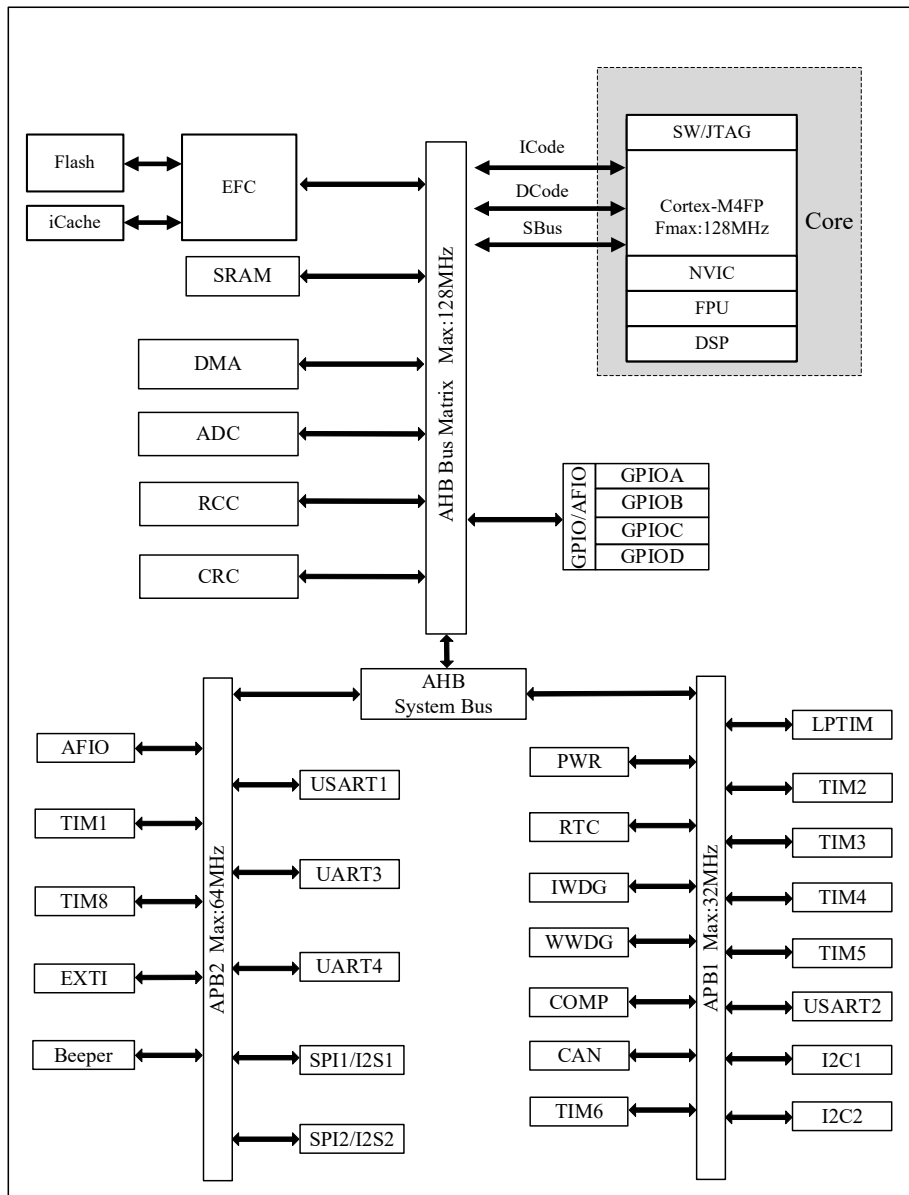 SW/JTAG
ICode
Flash
EFC
DCode
Cortex-M4FP
Fmax:128MHz
Core
iCache
SBus
SRAM
NVIC
FPU
DSP
AHB Bus Matrix Max:128MHz
DMA
ADC
RCC
CRC
GPIO/AFIO
GPIOA
GPIOB
GPIOC
GPIOD
AHB
System Bus
APB2 Max:64MHz
AFIO
TIM1
TIM8
EXTI
Beeper
USART1
UART3
UART4
SPI1/I2S1
SPI2/I2S2
APB1 Max:32MHz
PWR
RTC
IWDG
WWDG
COMP
CAN
TIM6
LPTIM
TIM2
TIM3
TIM4
TIM5
USART2
I2C1
I2C2